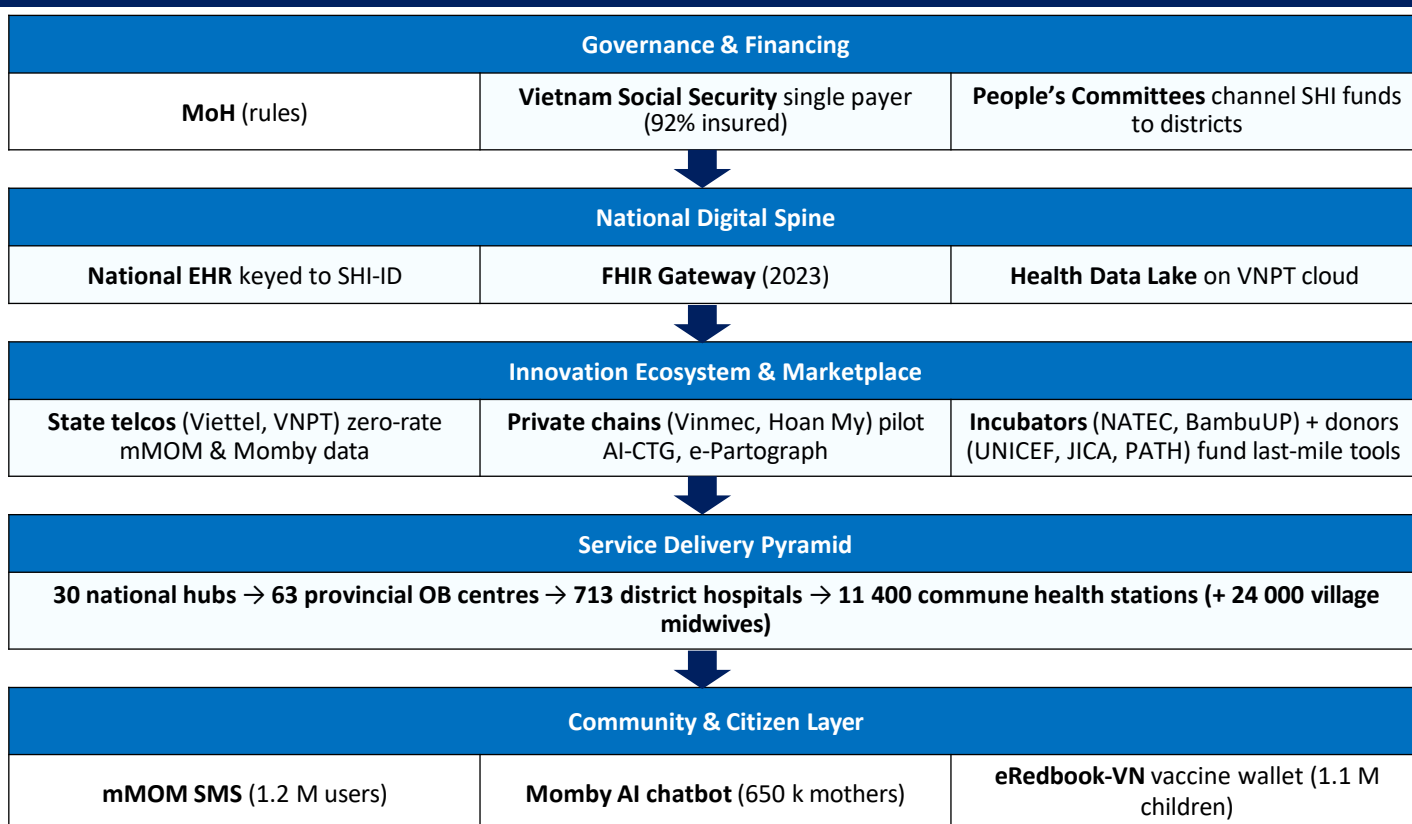 Governance & Financing
MoH (rules)
Vietnam Social Security single payer
(92% insured)
People’s Committees channel SHI funds
to districts
National Digital Spine
National EHR keyed to SHI-ID
FHIR Gateway (2023)
Health Data Lake on VNPT cloud
Innovation Ecosystem & Marketplace
State telcos (Viettel, VNPT) zero-rate
mMOM & Momby data
Private chains (Vinmec, Hoan My) pilot
AI-CTG, e-Partograph
Incubators (NATEC, BambuUP) + donors
(UNICEF, JICA, PATH) fund last-mile tools
Service Delivery Pyramid
30 national hubs → 63 provincial OB centres → 713 district hospitals → 11 400 commune health stations (+ 24 000 village
midwives)
Community & Citizen Layer
mMOM SMS (1.2 M users)
Momby AI chatbot (650 k mothers)
eRedbook-VN vaccine wallet (1.1 M
children)